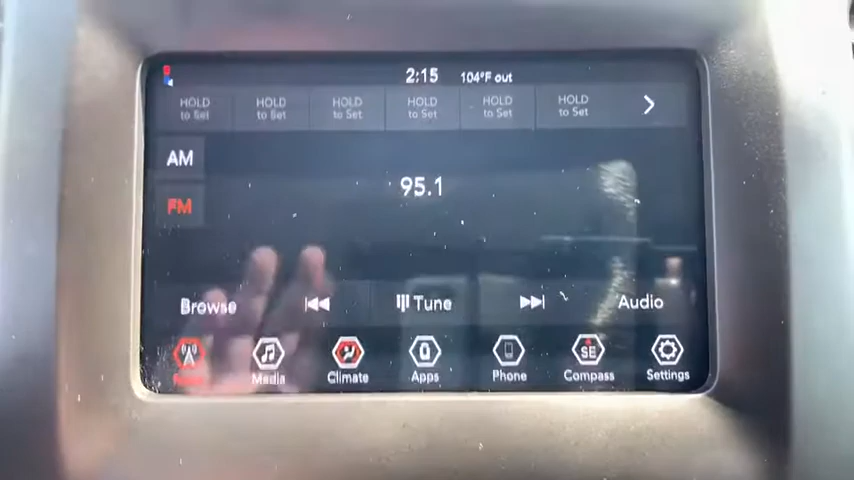 2:15 104°F out
HOLD to Set HOLD to Set HOLD to Set HOLD to Set HOLD to Set HOLD to Set
AM
95.1
FM
Browse Tune Audio
SE
Radio Media Climate Apps Phone Compass Settings